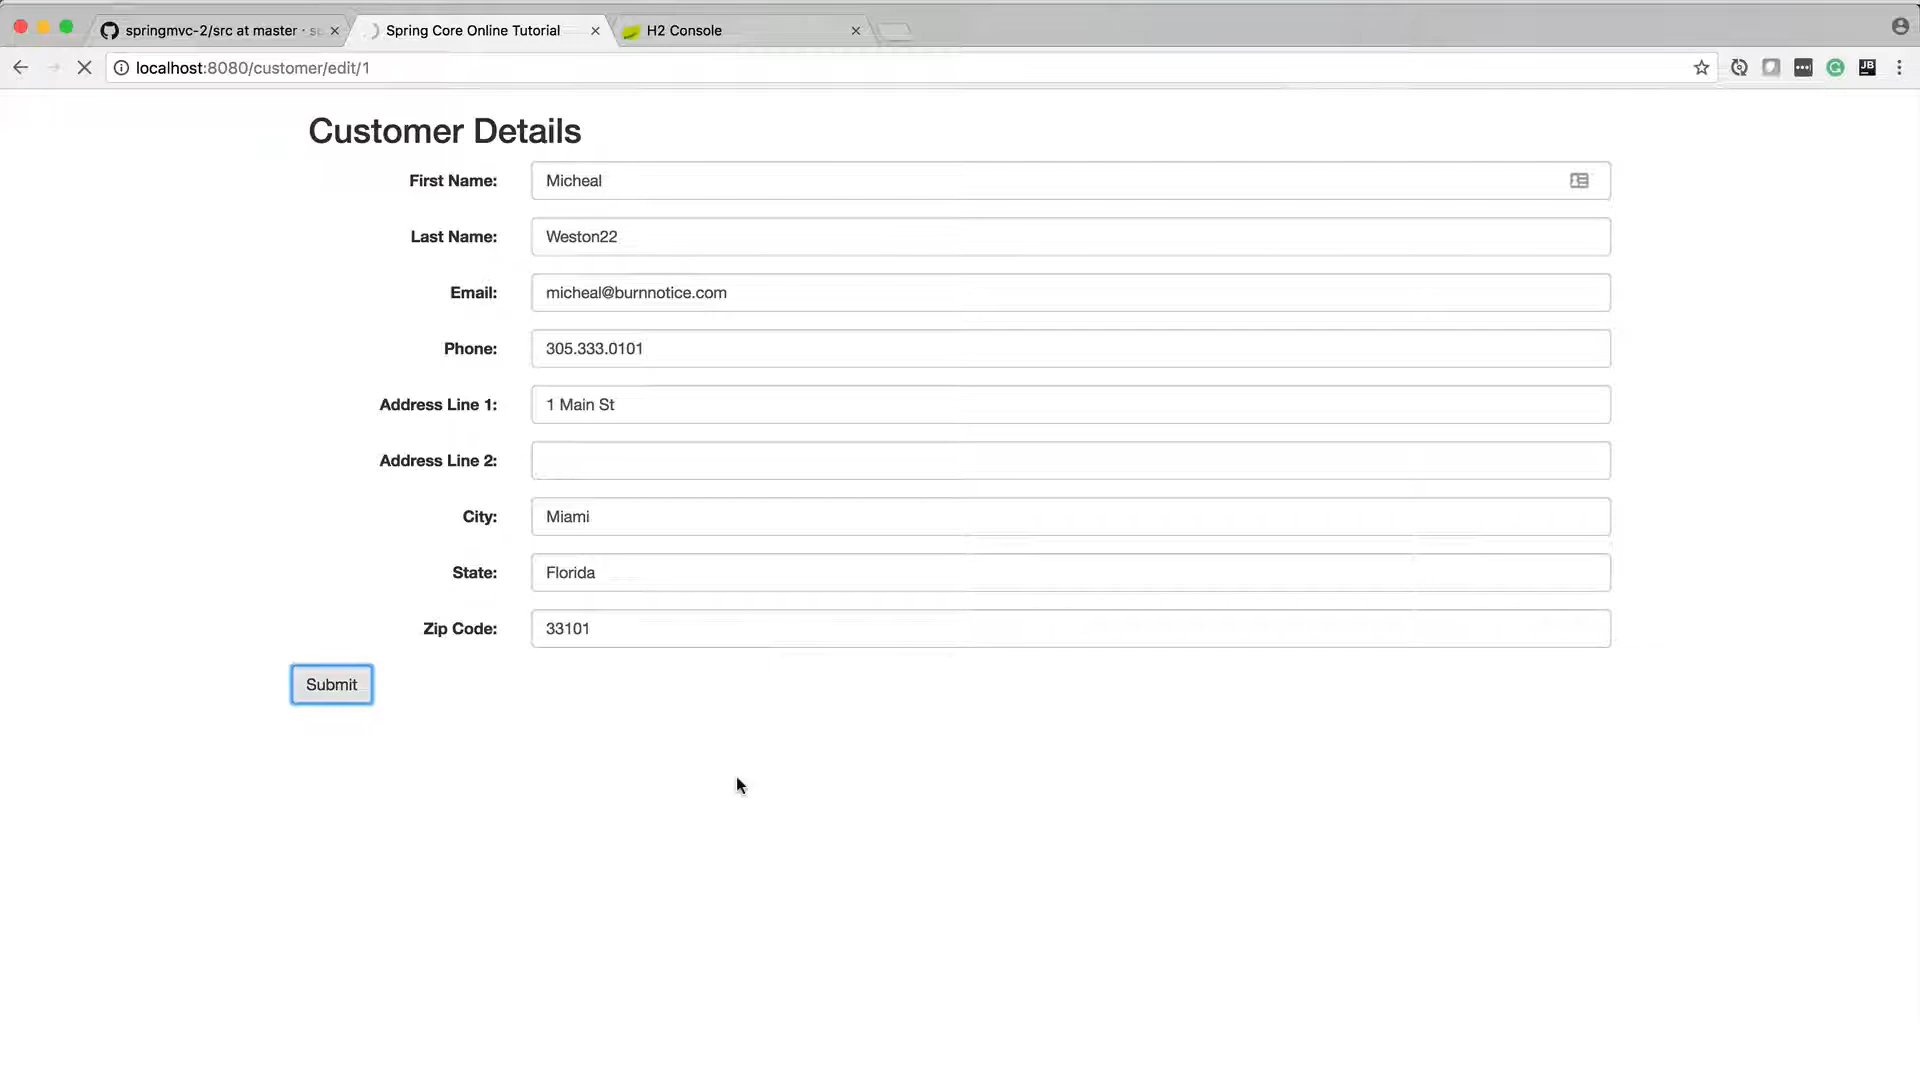 springmvc-2/src at master ·
Spring Core Online Tutorial
H2 Console
localhost:8080/customer/edit/1
JB
Customer Details
First Name: Micheal
Last Name: Weston22
Email: micheal@burnnotice.com
Phone: 305.333.0101
Address Line 1: 1 Main St
Address Line 2:
City: Miami
State: Florida
Zip Code: 33101
Submit